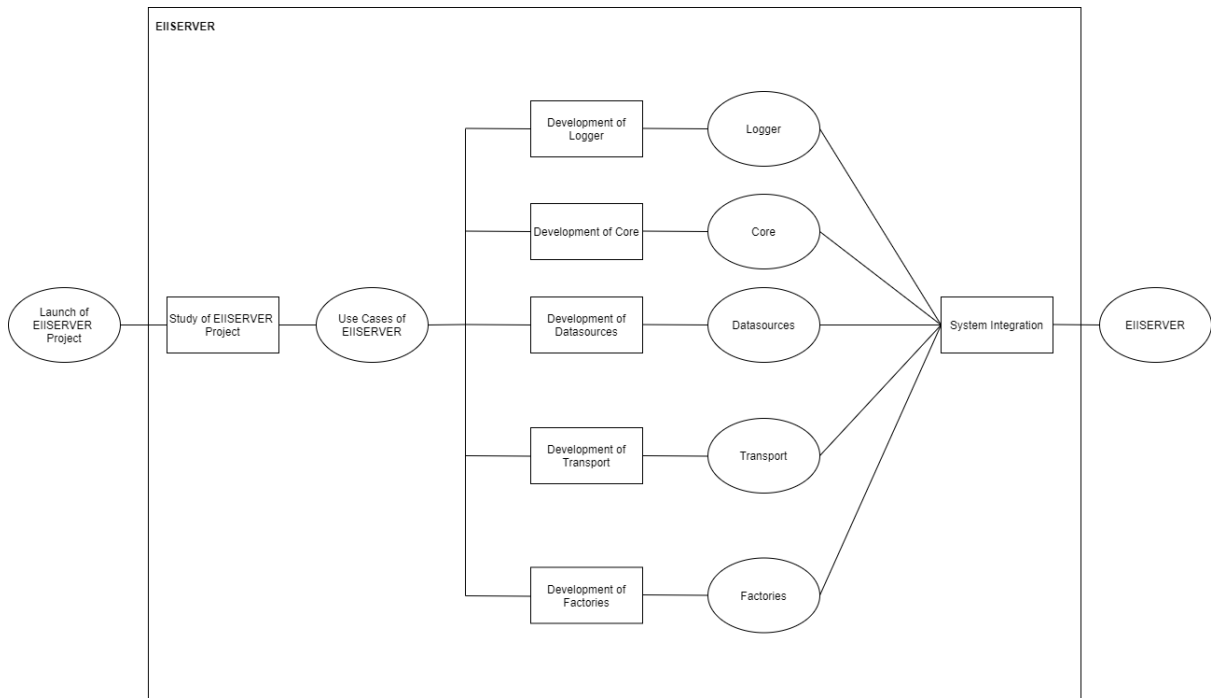 EIISERVER
Development of
Logger
Logger
Development of Core
Core
Launch of
EIISERVER
Project
Study of EIISERVER
Project
Use Cases of
EIISERVER
Development of
Datasources
Datasources
System Integration
EIISERVER
Development of
Transport
Transport
Development of
Factories
Factories